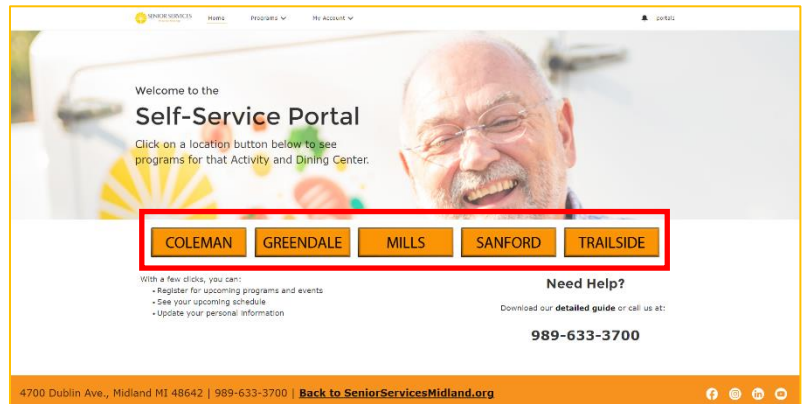 SENIOR SERVICES Home Programs My Account portal1
Welcome to the
Self-Service Portal
Click on a location button below to see
programs for that Activity and Dining Center.
COLEMAN GREENDALE MILLS SANFORD TRAILSIDE
With a few clicks, you can:
• Register for upcoming programs and events
• See your upcoming schedule
• Update your personal information
Need Help?
Download our detailed guide or call us at:
989-633-3700
4700 Dublin Ave., Midland MI 48642 | 989-633-3700 | Back to SeniorServicesMidland.org